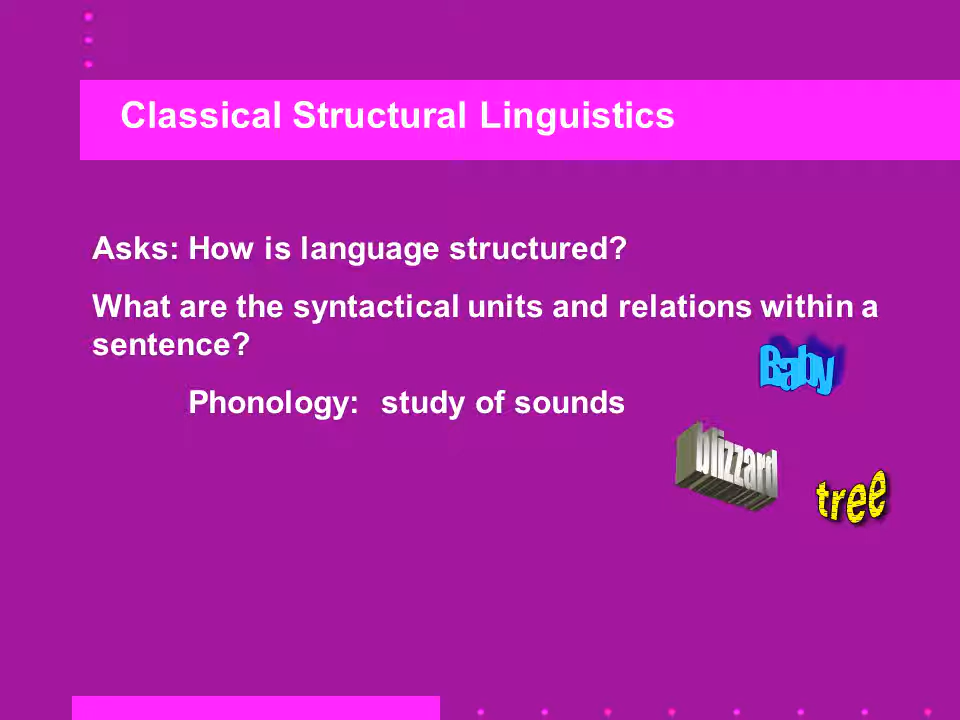 Classical Structural Linguistics
Asks: How is language structured?
What are the syntactical units and relations within a
sentence?
Phonology: study of sounds
Baby
blizzard
tree